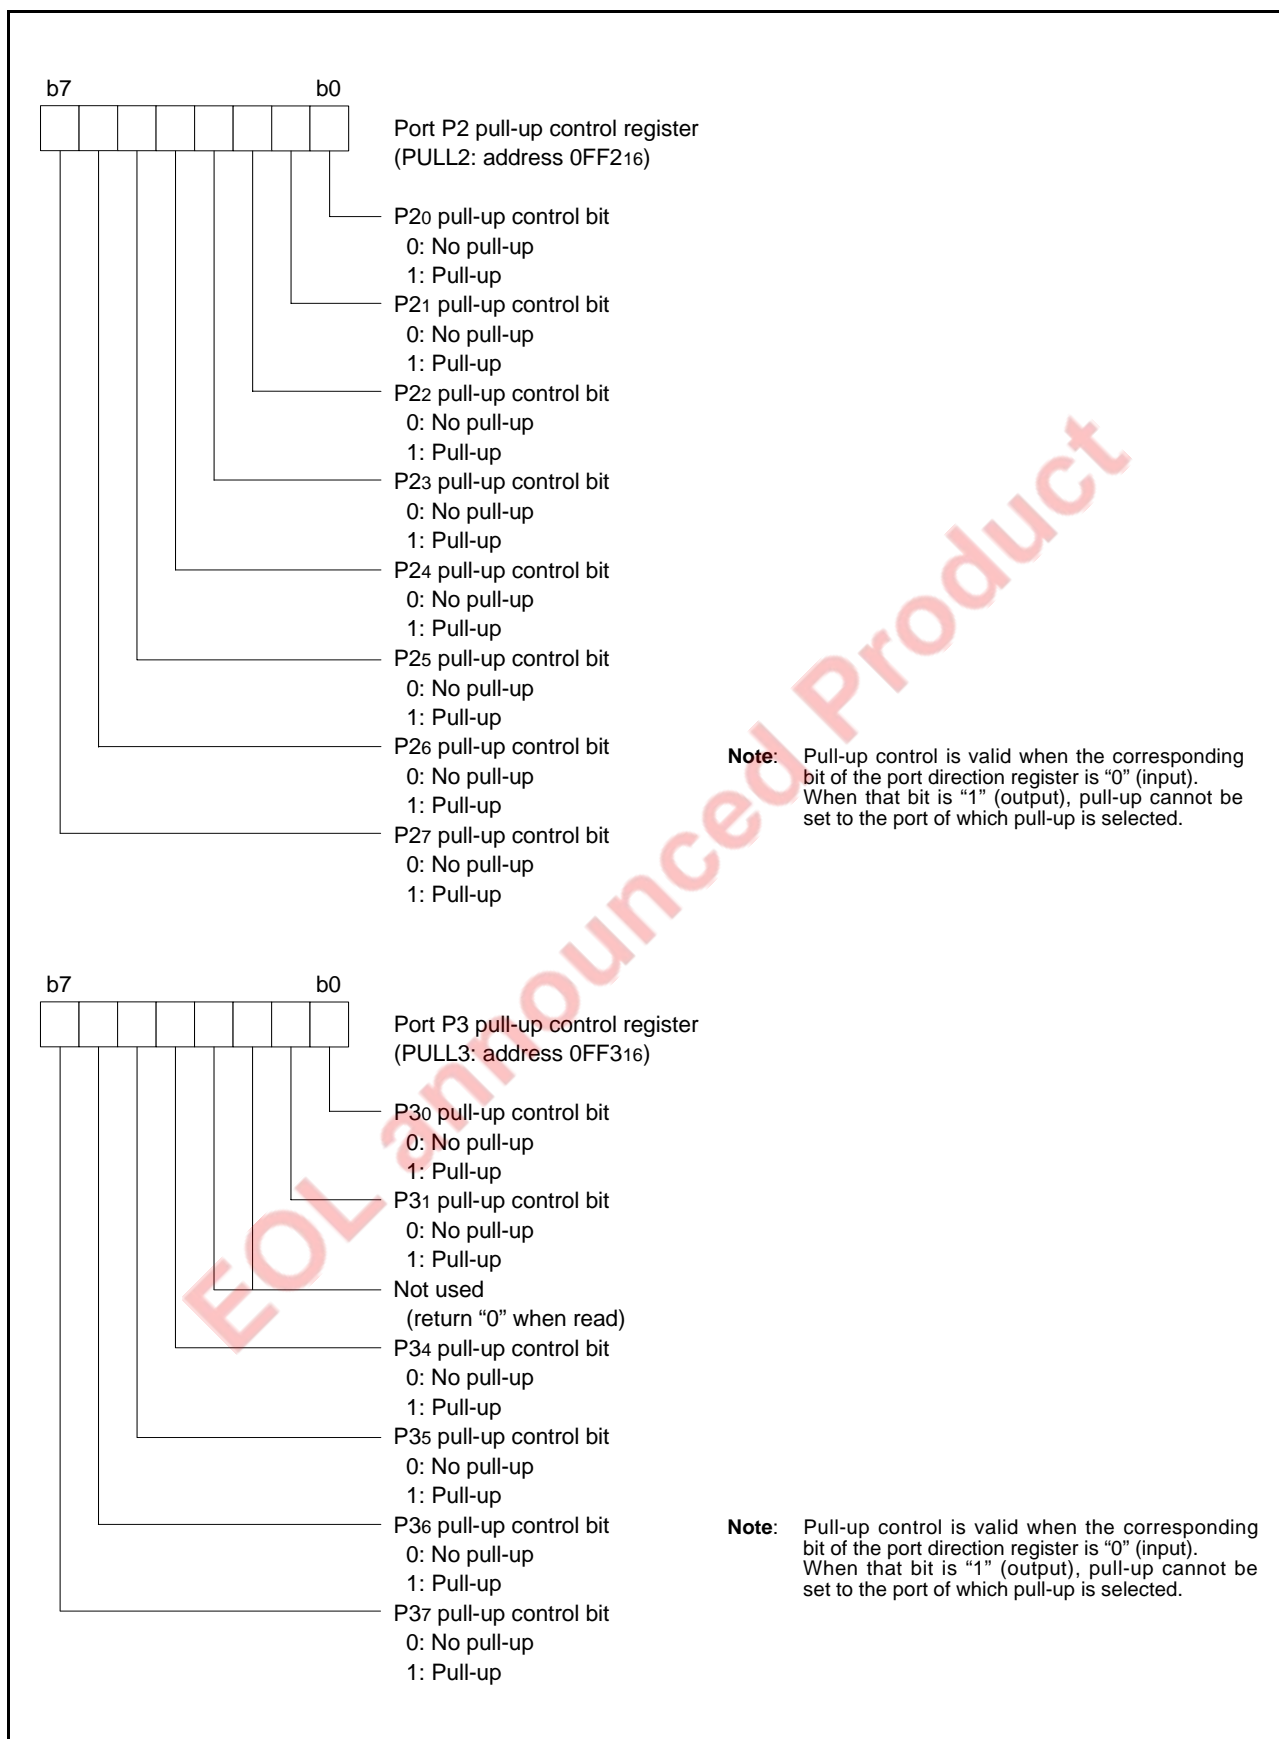 b7 b0
Port P2 pull-up control register
(PULL2: address 0FF216)
P20 pull-up control bit
0: No pull-up
1: Pull-up
P21 pull-up control bit
0: No pull-up
1: Pull-up
P22 pull-up control bit
0: No pull-up
1: Pull-up
P23 pull-up control bit
0: No pull-up
1: Pull-up
P24 pull-up control bit
0: No pull-up
1: Pull-up
P25 pull-up control bit
0: No pull-up
1: Pull-up
P26 pull-up control bit
0: No pull-up
1: Pull-up
P27 pull-up control bit
0: No pull-up
1: Pull-up
Note: Pull-up control is valid when the corresponding
bit of the port direction register is “0” (input).
When that bit is “1” (output), pull-up cannot be
set to the port of which pull-up is selected.
b7 b0
Port P3 pull-up control register
(PULL3: address 0FF316)
P30 pull-up control bit
0: No pull-up
1: Pull-up
P31 pull-up control bit
0: No pull-up
1: Pull-up
Not used
(return “0” when read)
P34 pull-up control bit
0: No pull-up
1: Pull-up
P35 pull-up control bit
0: No pull-up
1: Pull-up
P36 pull-up control bit
0: No pull-up
1: Pull-up
P37 pull-up control bit
0: No pull-up
1: Pull-up
Note: Pull-up control is valid when the corresponding
bit of the port direction register is “0” (input).
When that bit is “1” (output), pull-up cannot be
set to the port of which pull-up is selected.
EOL announced Product